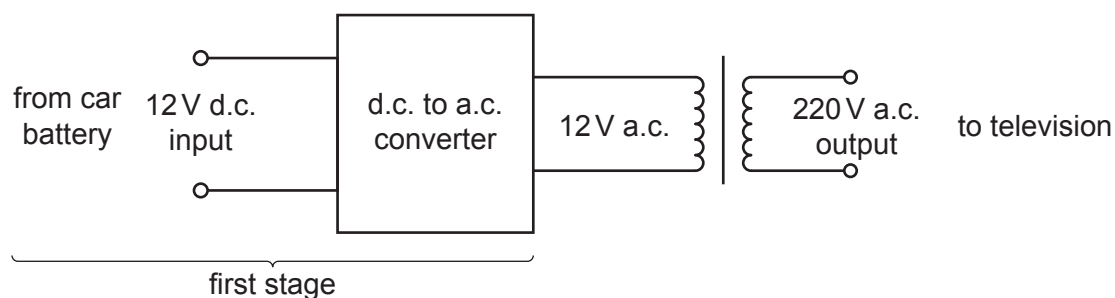 from car
battery
12 V d.c.
input
d.c. to a.c.
converter
12 V a.c.
220 V a.c.
output
to television
first stage